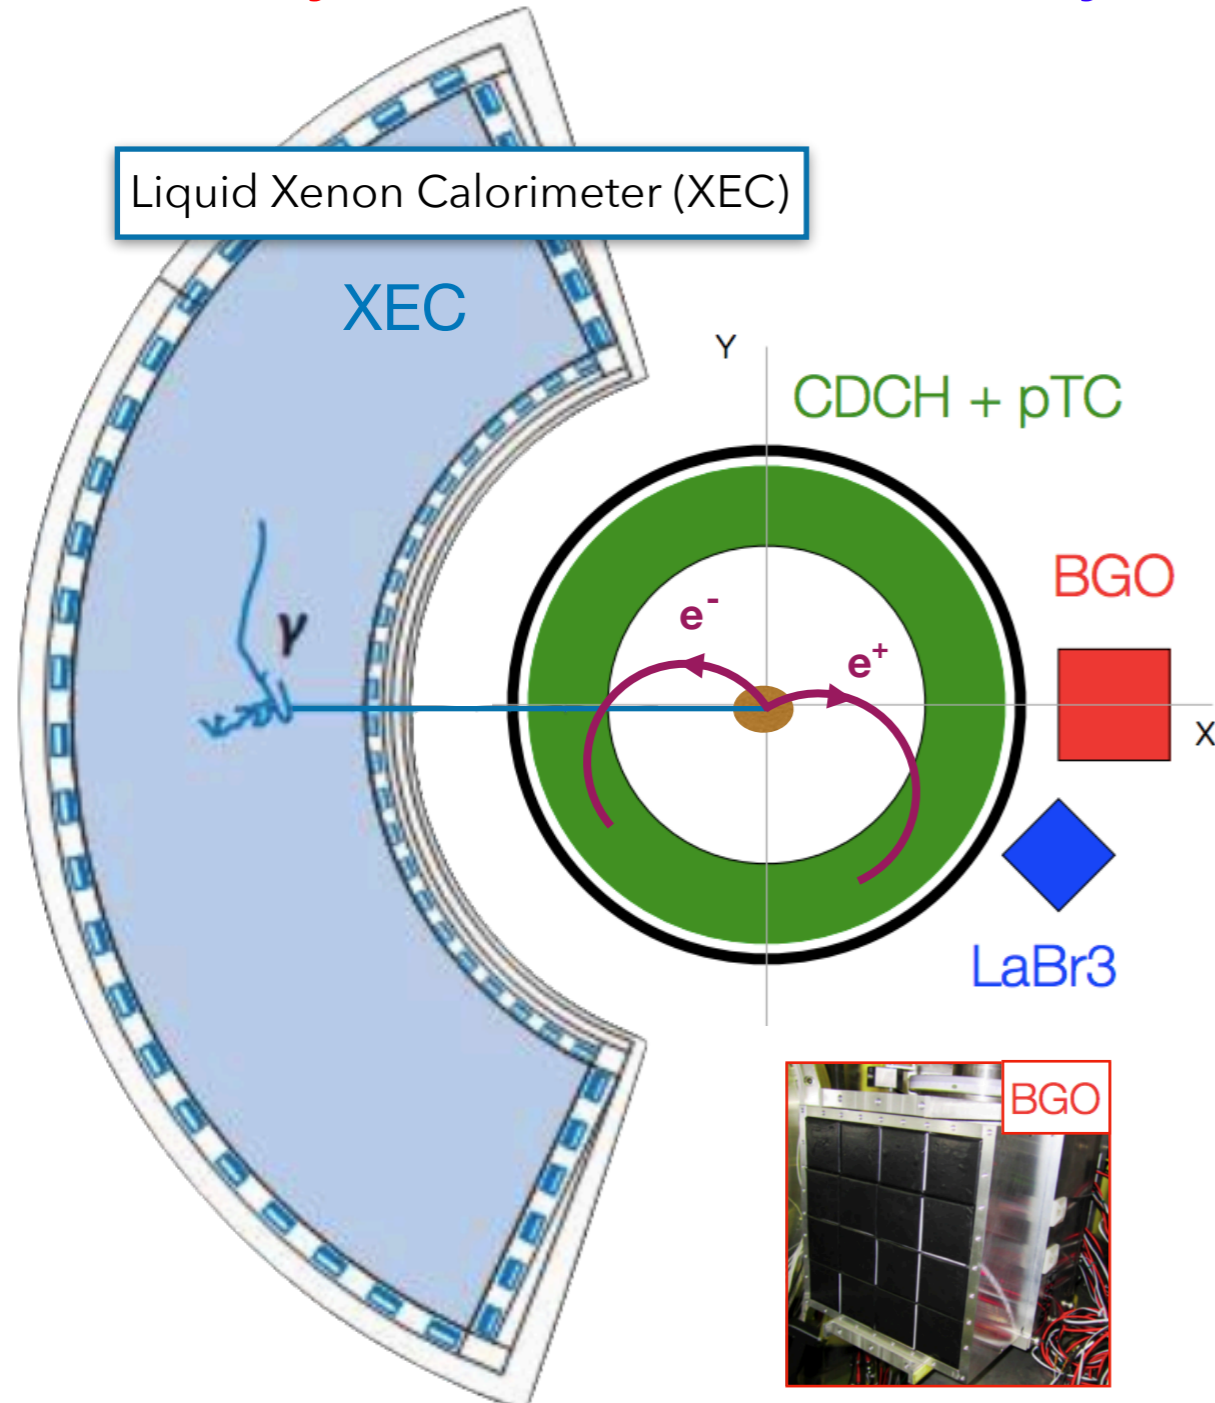 Liquid Xenon Calorimeter (XEC)
XEC
Y
CDCH + pTC
BGO
γ
e-
e+
X
LaBr3
BGO